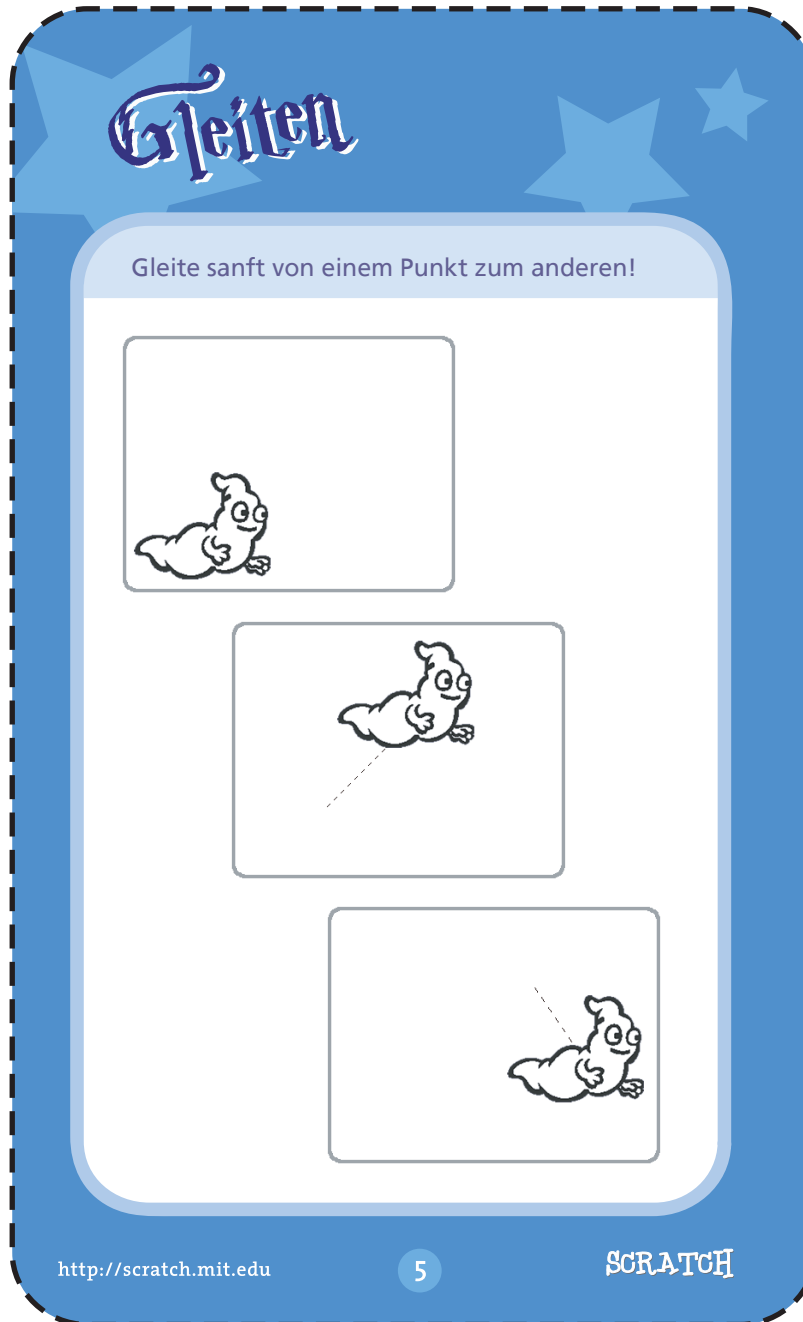 Gleiten
Gleite sanft von einem Punkt zum anderen!
http://scratch.mit.edu
5
SCRATCH